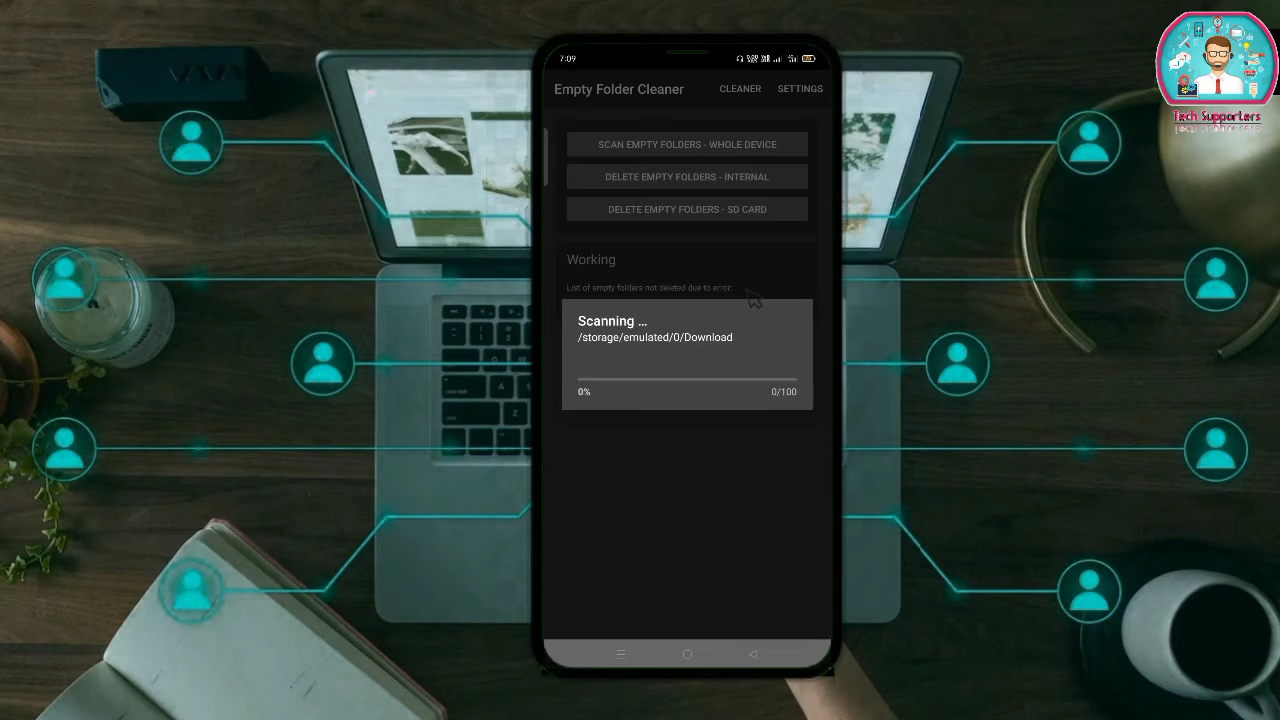 7:09
Tech Supporters
Empty Folder Cleaner
CLEANER
SETTINGS
SCAN EMPTY FOLDERS - WHOLE DEVICE
DELETE EMPTY FOLDERS - INTERNAL
DELETE EMPTY FOLDERS - SD CARD
Working
List of empty folders not deleted due to error:
Scanning ...
/storage/emulated/0/Download
0%
0/100